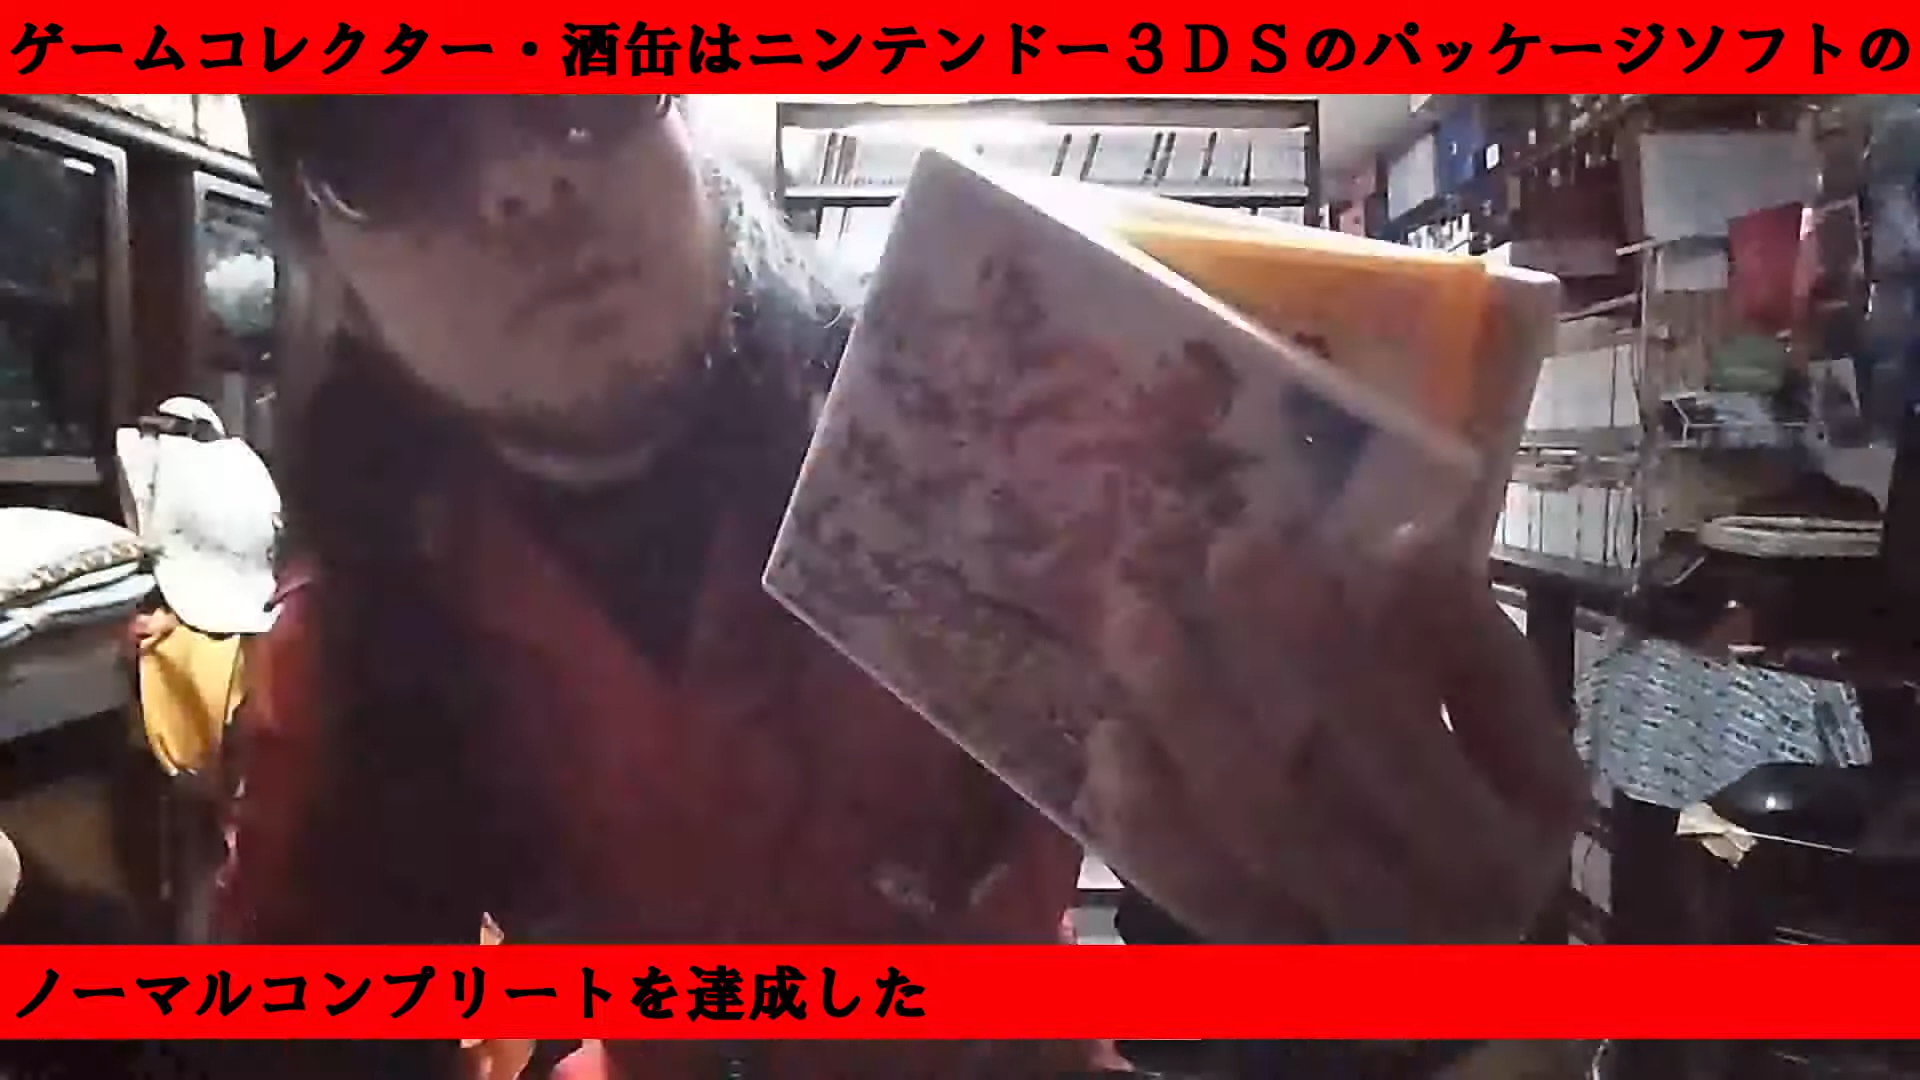 ゲームコレクター・酒缶はニンテンドー３ＤＳのパッケージソフトの
ノーマルコンプリートを達成した